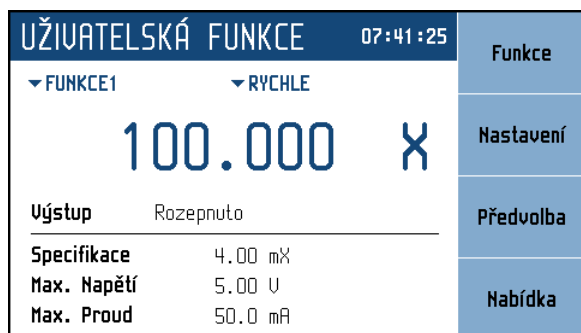 UŽIVATELSKÁ FUNKCE 07:41:25
FUNKCE1 RYCHLE
100.000 X
Výstup Rozepnuto
Specifikace 4.00 mX
Max. Napětí 5.00 V
Max. Proud 50.0 mA
Funkce
Nastavení
Předvolba
Nabídka